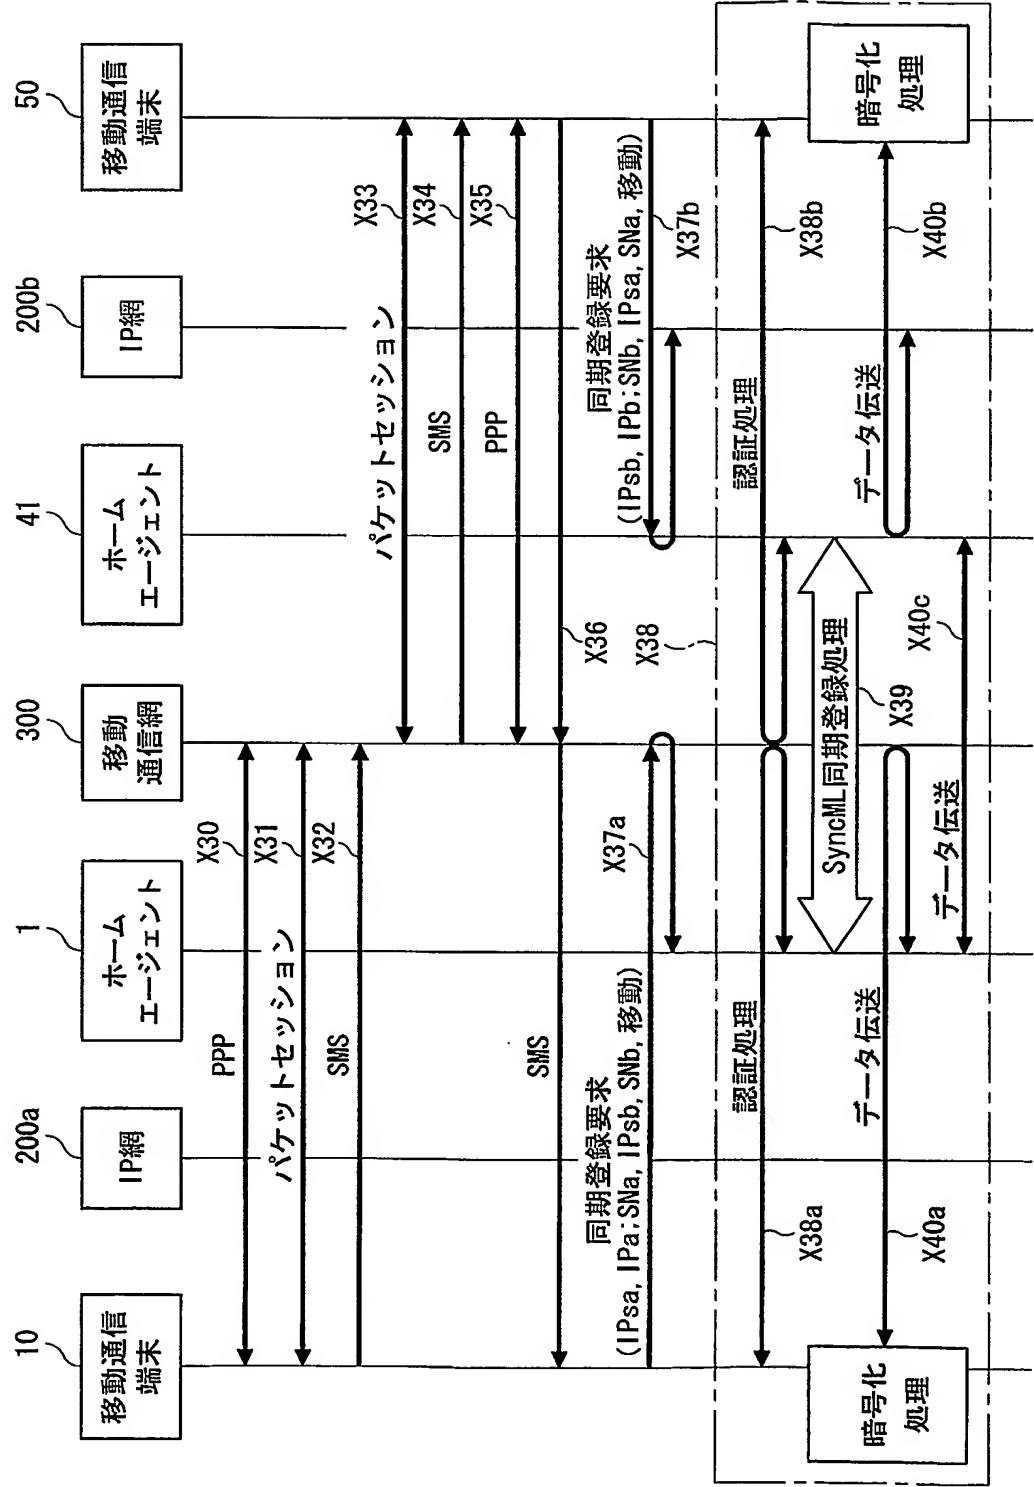 10
移動通信
端末
200a
IP網
1
ホーム
エージェント
300
移動
通信網
41
ホーム
エージェント
200b
IP網
50
移動通信
端末
PPP
X30
パケットセッション
X31
SMS
X32
パケットセッション
X33
SMS
X34
PPP
X35
SMS
X36
同期登録要求
(IPsa, IPa;SNa, IPsb, SNb, 移動)
X37a
同期登録要求
(IPsb, IPb;SNb, IPsa, SNa, 移動)
X37b
X38
認証処理
X38a
認証処理
X38b
SyncML同期登録処理
X39
暗号化
処理
データ伝送
X40a
データ伝送
X40b
暗号化
処理
データ伝送
X40c